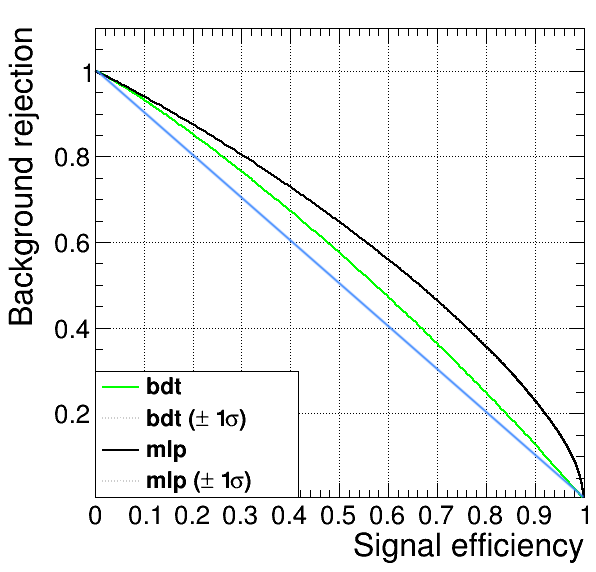 Background rejection
1
0.8
0.6
0.4
0.2
bdt
bdt (± 1σ)
mlp
mlp (± 1σ)
0 0.1 0.2 0.3 0.4 0.5 0.6 0.7 0.8 0.9 1
Signal efficiency